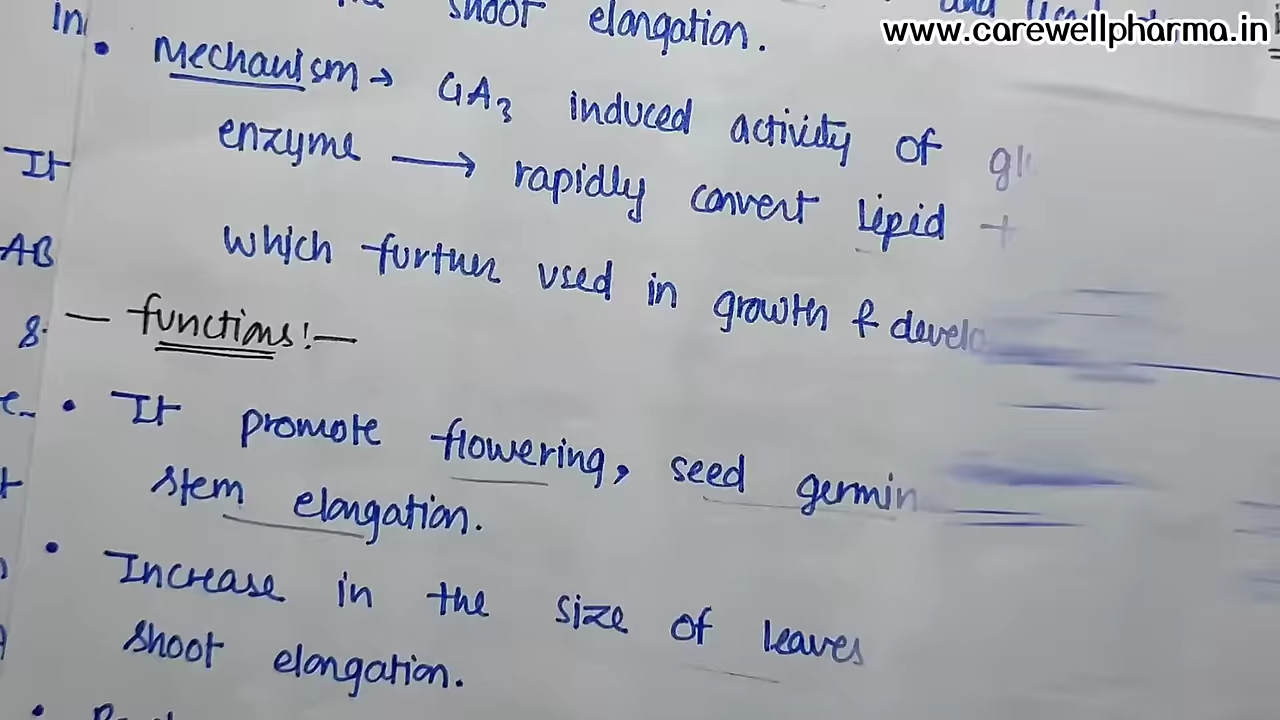 shoot elongation.
www.carewellpharma.in
In
• Mechanism → GA₃ induced activity of
enzyme → rapidly convert Lipid
It
which further used in growth & develo
AB
8.
— functions:—
• It promote flowering, seed germin
stem elongation.
• Increase in the size of leaves
shoot elongation.